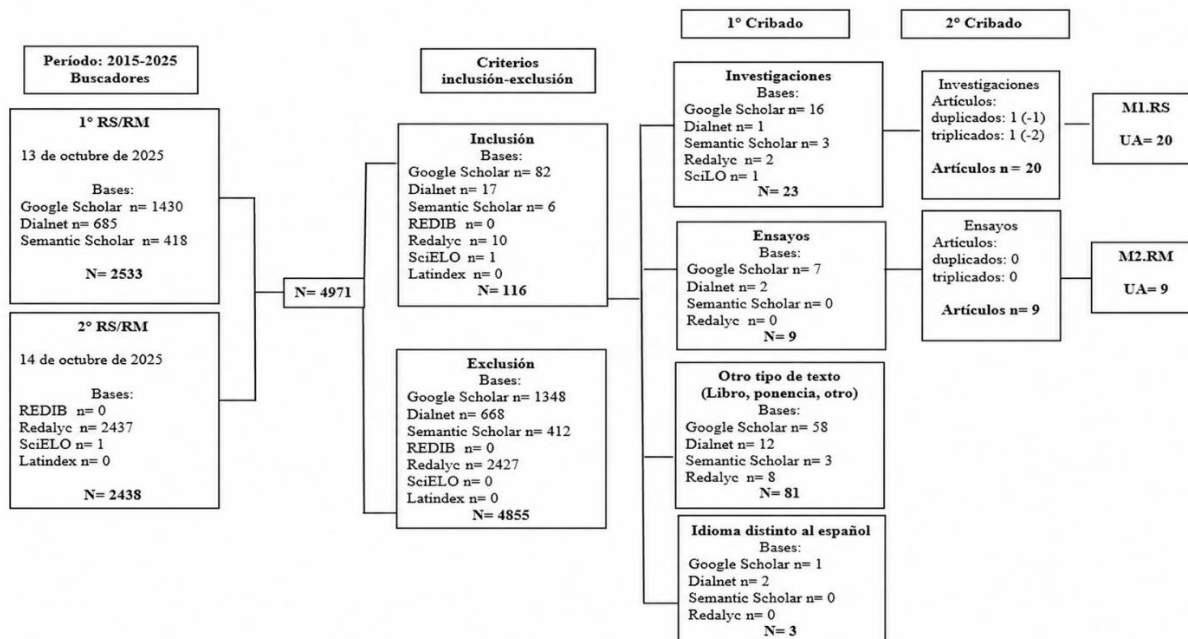 Período: 2015-2025
Buscadores
1° RS/RM
13 de octubre de 2025
Bases:
Google Scholar n= 1430
Dialnet n= 685
Semantic Scholar n= 418
N= 2533
2° RS/RM
14 de octubre de 2025
Bases:
REDIB n= 0
Redalyc n= 2437
SciELO n= 1
Latindex n= 0
N= 2438
N= 4971
Criterios
inclusión-exclusión
Inclusión
Bases:
Google Scholar n= 82
Dialnet n= 17
Semantic Scholar n= 6
REDIB n= 0
Redalyc n= 10
SciELO n= 1
Latindex n= 0
N= 116
Exclusión
Bases:
Google Scholar n= 1348
Dialnet n= 668
Semantic Scholar n= 412
REDIB n= 0
Redalyc n= 2427
SciELO n= 0
Latindex n= 0
N= 4855
1° Cribado
Investigaciones
Bases:
Google Scholar n= 16
Dialnet n= 1
Semantic Scholar n= 3
Redalyc n= 2
SciLO n= 1
N= 23
Ensayos
Bases:
Google Scholar n= 7
Dialnet n= 2
Semantic Scholar n= 0
Redalyc n= 0
N= 9
Otro tipo de texto
(Libro, ponencia, otro)
Bases:
Google Scholar n= 58
Dialnet n= 12
Semantic Scholar n= 3
Redalyc n= 8
N= 81
Idioma distinto al español
Bases:
Google Scholar n= 1
Dialnet n= 2
Semantic Scholar n= 0
Redalyc n= 0
N= 3
2° Cribado
Investigaciones
Artículos:
duplicados: 1 (-1)
triplicados: 1 (-2)
Artículos n= 20
Ensayos
Artículos:
duplicados: 0
triplicados: 0
Artículos n= 9
M1.RS
UA= 20
M2.RM
UA= 9